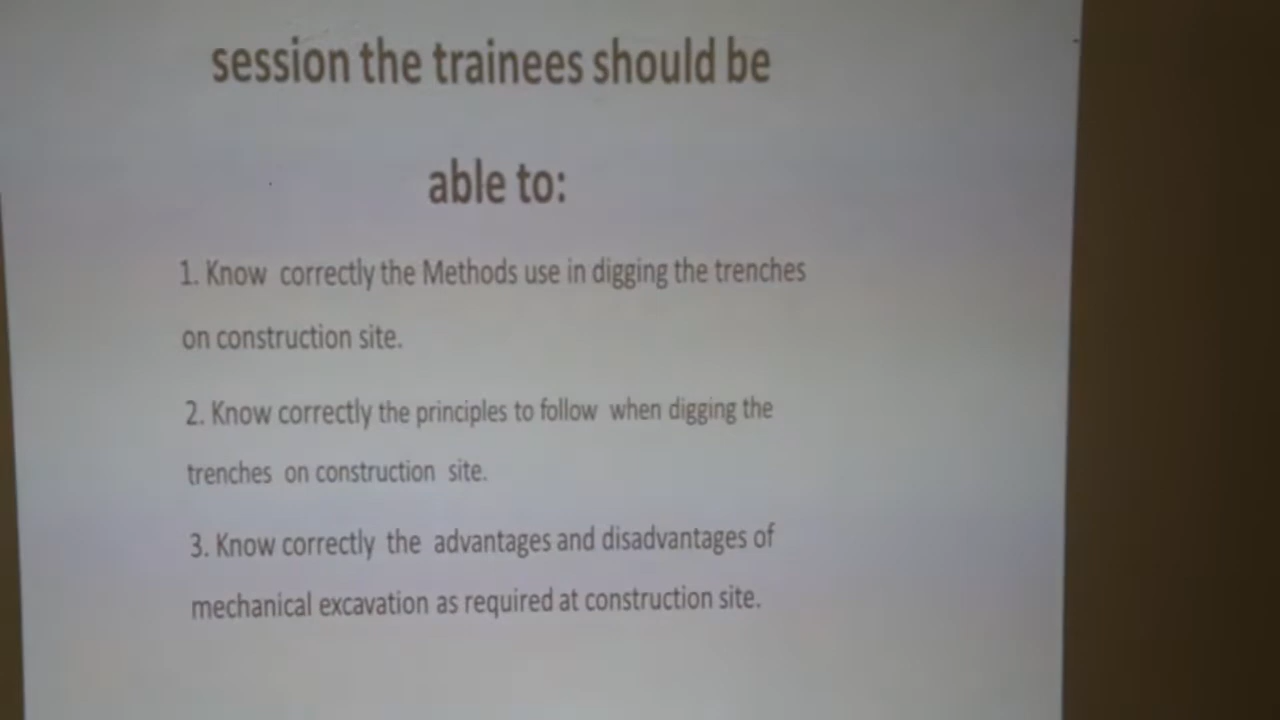 session the trainees should be
able to:
1. Know correctly the Methods use in digging the trenches
on construction site.
2. Know correctly the principles to follow when digging the
trenches on construction site.
3. Know correctly the advantages and disadvantages of
mechanical excavation as required at construction site.